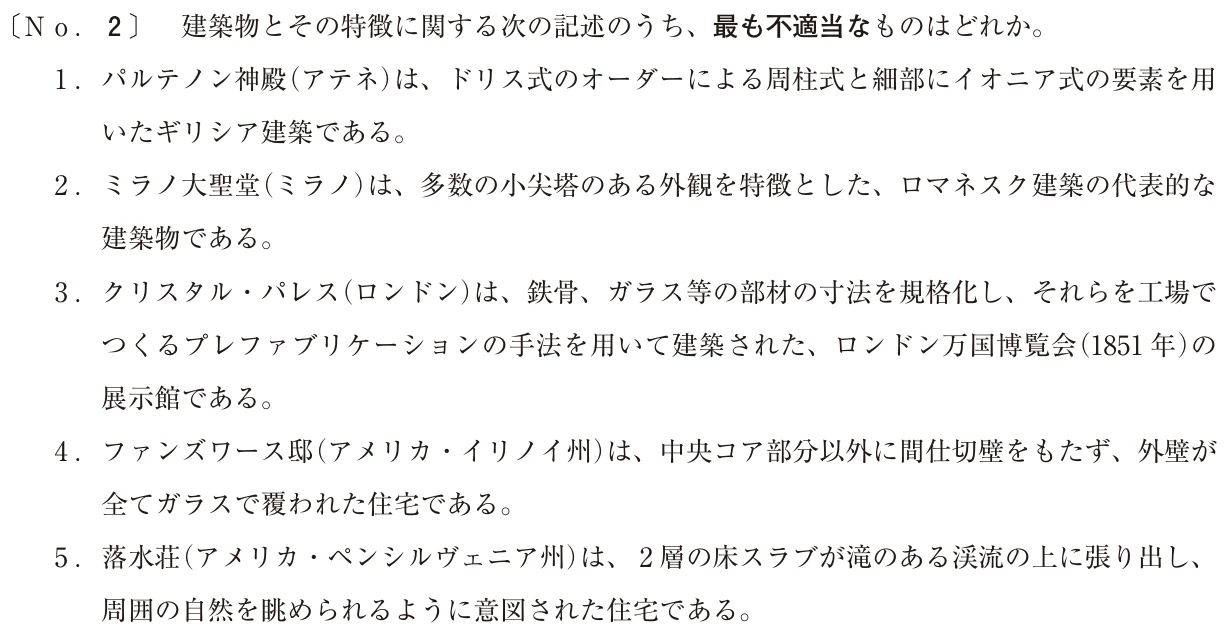 〔Ｎｏ．２〕　建築物とその特徴に関する次の記述のうち、最も不適当なものはどれか。
１．パルテノン神殿(アテネ)は、ドリス式のオーダーによる周柱式と細部にイオニア式の要素を用
いたギリシア建築である。
２．ミラノ大聖堂(ミラノ)は、多数の小尖塔のある外観を特徴とした、ロマネスク建築の代表的な
建築物である。
３．クリスタル・パレス(ロンドン)は、鉄骨、ガラス等の部材の寸法を規格化し、それらを工場で
つくるプレファブリケーションの手法を用いて建築された、ロンドン万国博覧会(1851年)の
展示館である。
４．ファンズワース邸(アメリカ・イリノイ州)は、中央コア部分以外に間仕切壁をもたず、外壁が
全てガラスで覆われた住宅である。
５．落水荘(アメリカ・ペンシルヴェニア州)は、２層の床スラブが滝のある渓流の上に張り出し、
周囲の自然を眺められるように意図された住宅である。